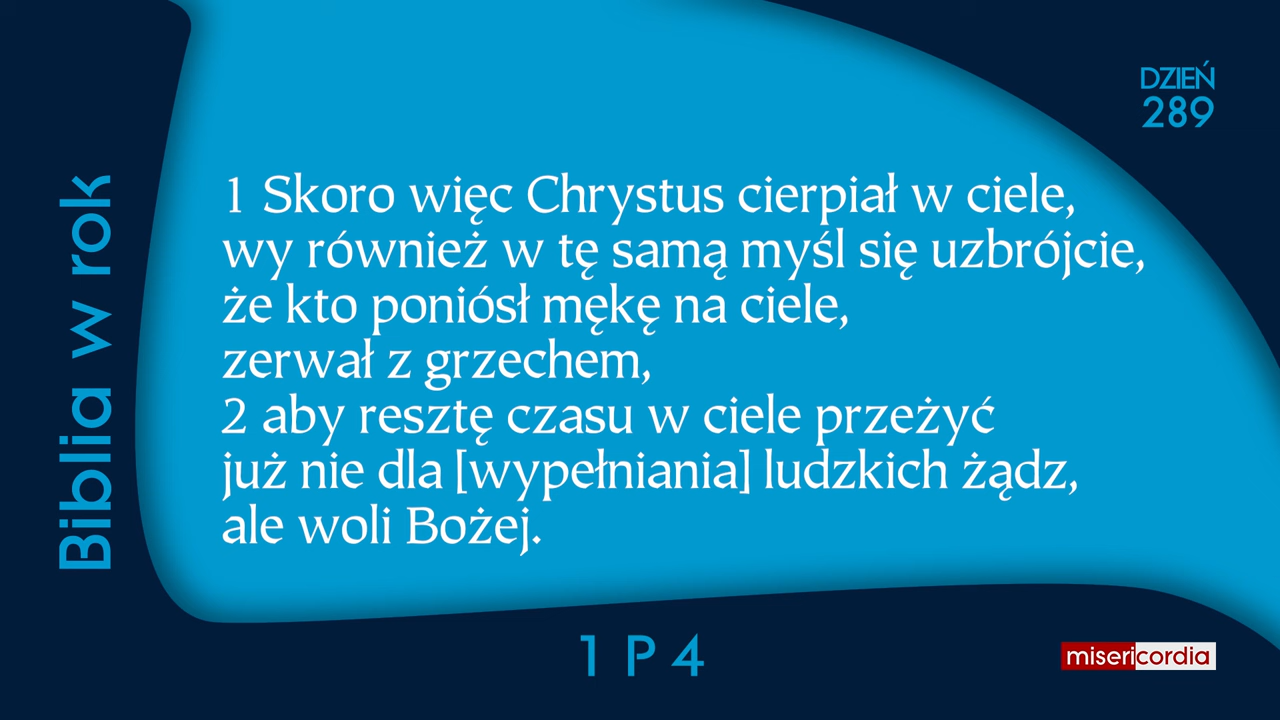 DZIEŃ
289
Biblia w rok
1 Skoro więc Chrystus cierpiał w ciele,
wy również w tę samą myśl się uzbrójcie,
że kto poniósł mękę na ciele,
zerwał z grzechem,
2 aby resztę czasu w ciele przeżyć
już nie dla [wypełniania] ludzkich żądz,
ale woli Bożej.
1 P 4
misericordia